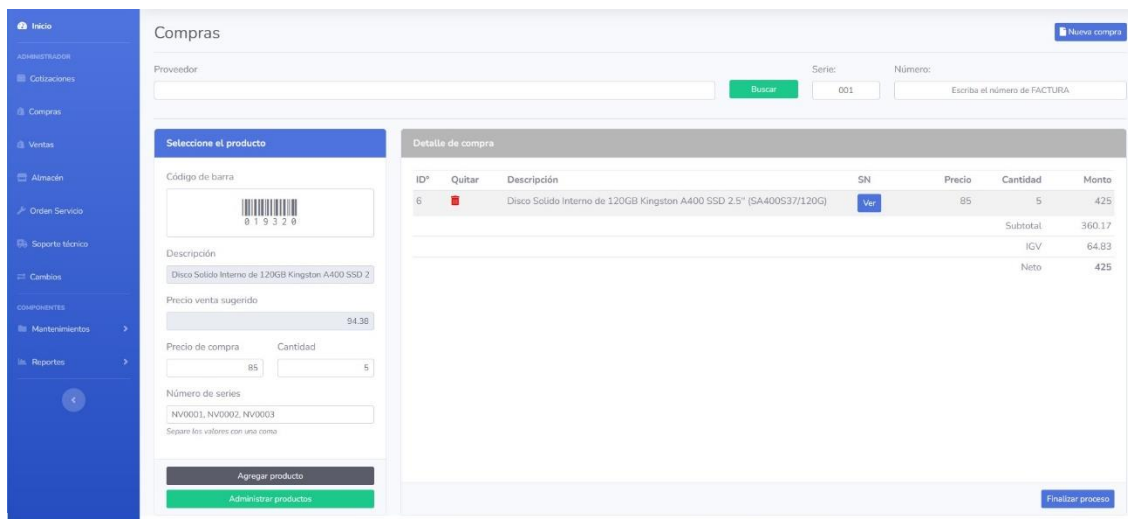 Inicio
ADMINISTRADOR
Cotizaciones
Compras
Ventas
Almacén
Orden Servicio
Soporte técnico
Cambios
COMPONENTES
Mantenimientos
Reportes
Compras
Nueva compra
Proveedor
Serie:
Número:
Buscar
001
Escriba el número de FACTURA
Seleccione el producto
Código de barra
019320
Descripción
Disco Solido Interno de 120GB Kingston A400 SSD 2
Precio venta sugerido
94.38
Precio de compra Cantidad
85 5
Número de series
NV0001, NV0002, NV0003
Separe los valores con una coma
Agregar producto
Administrar productos
Detalle de compra
ID° Quitar Descripción SN Precio Cantidad Monto
6 Disco Solido Interno de 120GB Kingston A400 SSD 2.5" (SA400S37/120G) Ver 85 5 425
Subtotal 360.17
IGV 64.83
Neto 425
Finalizar proceso